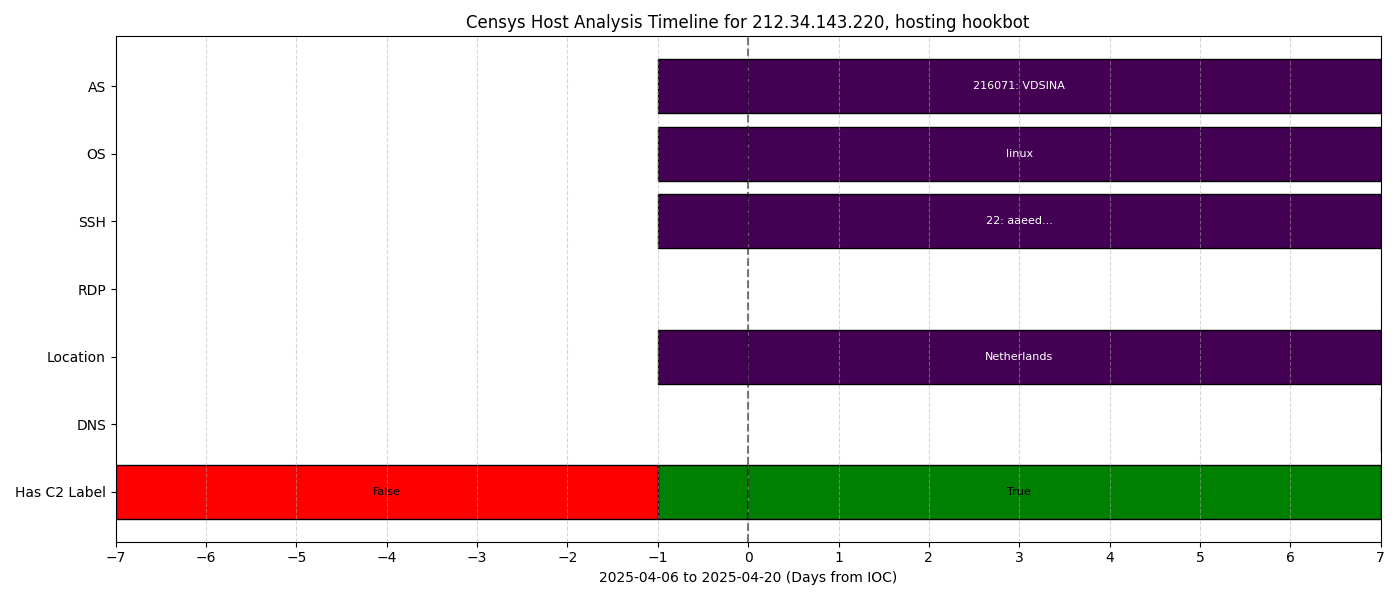 Censys Host Analysis Timeline for 212.34.143.220, hosting hookbot
AS
216071: VDSINA
OS
linux
SSH
22: aaeed...
RDP
Location
Netherlands
DNS
Has C2 Label
False
True
−7 −6 −5 −4 −3 −2 −1 0 1 2 3 4 5 6 7
2025-04-06 to 2025-04-20 (Days from IOC)